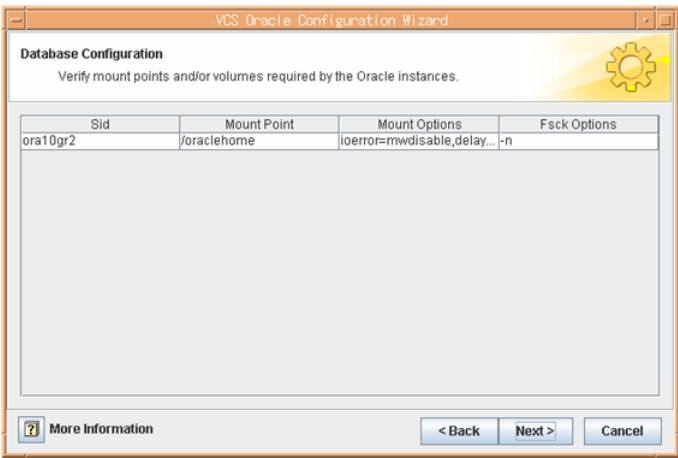 VCS Oracle Configuration Wizard
Database Configuration
Verify mount points and/or volumes required by the Oracle instances.
Sid Mount Point Mount Options Fsck Options
ora10gr2 /oraclehome ioerror=mwdisable,delay... -n
? More Information < Back Next > Cancel